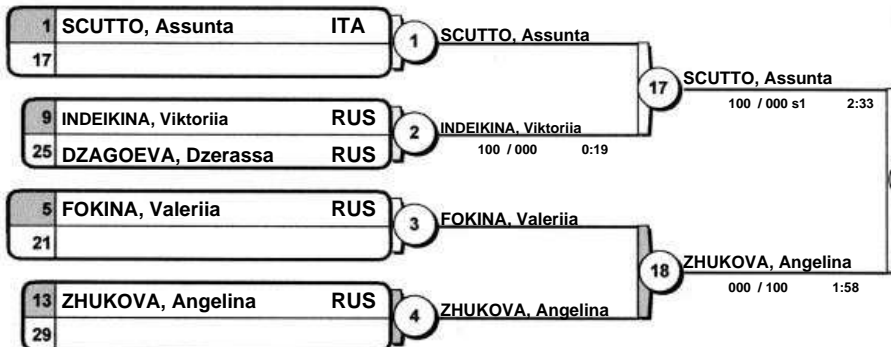 1 SCUTTO, Assunta ITA
17
1
SCUTTO, Assunta
9 INDEIKINA, Viktoriia RUS
25 DZAGOEVA, Dzerassa RUS
2
INDEIKINA, Viktoriia
100 / 000 0:19
17
SCUTTO, Assunta
100 / 000 s1 2:33
5 FOKINA, Valeriia RUS
21
3
FOKINA, Valeriia
13 ZHUKOVA, Angelina RUS
29
4
ZHUKOVA, Angelina
18
ZHUKOVA, Angelina
000 / 100 1:58